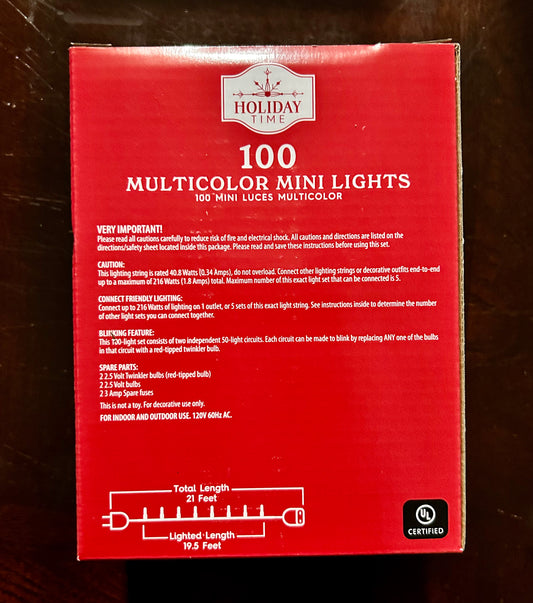 HOLIDAY
TIME
100
MULTICOLOR MINI LIGHTS
100 MINI LUCES MULTICOLOR
VERY IMPORTANT!
Please read all cautions carefully to reduce risk of fire and electrical shock. All cautions and directions are listed on the
directions/safety sheet located inside this package. Please read and save these instructions before using this set.
CAUTION:
This lighting string is rated 40.8 Watts (0.34 Amps), do not overload. Connect other lighting strings or decorative outfits end-to-end
up to a maximum of 216 Watts (1.8 Amps) total. Maximum number of this exact light set that can be connected is 5.
CONNECT FRIENDLY LIGHTING:
Connect up to 216 Watts of lighting on 1 outlet, or 5 sets of this exact light string. See instructions inside to determine the number
of other light sets you can connect together.
BLINKING FEATURE:
This 100-light set consists of two independent 50-light circuits. Each circuit can be made to blink by replacing ANY one of the bulbs
in that circuit with a red-tipped twinkler bulb.
SPARE PARTS:
2 2.5 Volt Twinkler bulbs (red-tipped bulb)
2 2.5 Volt bulbs
2 3 Amp Spare fuses
This is not a toy. For decorative use only.
FOR INDOOR AND OUTDOOR USE. 120V 60Hz AC.
Total Length
21 Feet
Lighted Length
19.5 Feet
UL
CERTIFIED